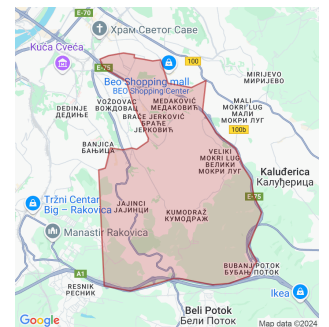 E-70
Храм Светог Саве
Kuća Cveća
E-75
100
Beo Shopping mall
BEO Shopping Center
MIRIJEVO
МИРИЈЕВО
VOŽDOVAC
ВОЖДОВАЦ
MEDAKOVIĆ
МЕДАКОВИЋ
DEDINJE
ДЕДИЊЕ
BRAĆE JERKOVIĆ
БРАЋЕ
ЈЕРКОВИЋ
MALI
MOKRI LUG
МАЛИ
МОКРИ ЛУГ
100b
BANJICA
БАЊИЦА
VELIKI
MOKRI LUG
ВЕЛИКИ
МОКРИ ЛУГ
Kaluđerica
Калуђерица
E-75
Tržni Centar
Big – Rakovica
JAJINCI
ЈАЈИНЦИ
KUMODRAŽ
КУМОДРАЖ
Manastir Rakovica
BUBANJ POTOK
БУБАЊ ПОТОК
A1
RESNIK
РЕСНИК
Ikea
Beli Potok
Бели Поток
Google
Map data ©2024